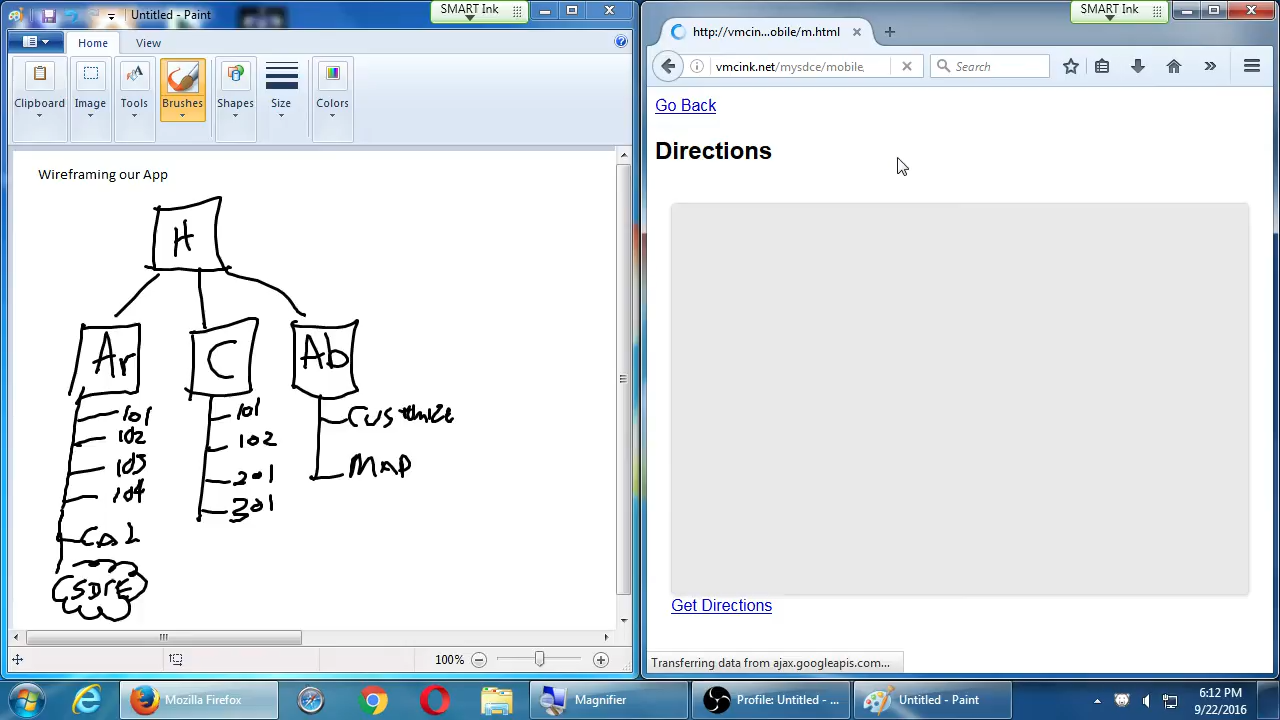 Untitled - Paint
SMART Ink
Home
View
Clipboard
Image
Tools
Brushes
Shapes
Size
Colors
Wireframing our App
H
Ar
C
Ab
101
102
103
104
CAL
SDCE
101
102
201
301
Customize
MAP
100%
SMART Ink
http://vmcin...obile/m.html
vmcink.net/mysdce/mobile
Search
Go Back
Directions
Get Directions
Transferring data from ajax.googleapis.com...
Mozilla Firefox
Magnifier
Profile: Untitled - ...
Untitled - Paint
6:12 PM
9/22/2016